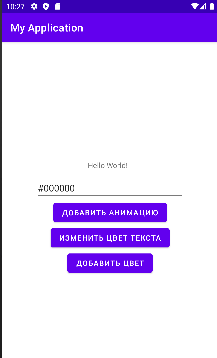 10:27
My Application
Hello World!
#000000
ДОБАВИТЬ АНИМАЦИЮ
ИЗМЕНИТЬ ЦВЕТ ТЕКСТА
ДОБАВИТЬ ЦВЕТ